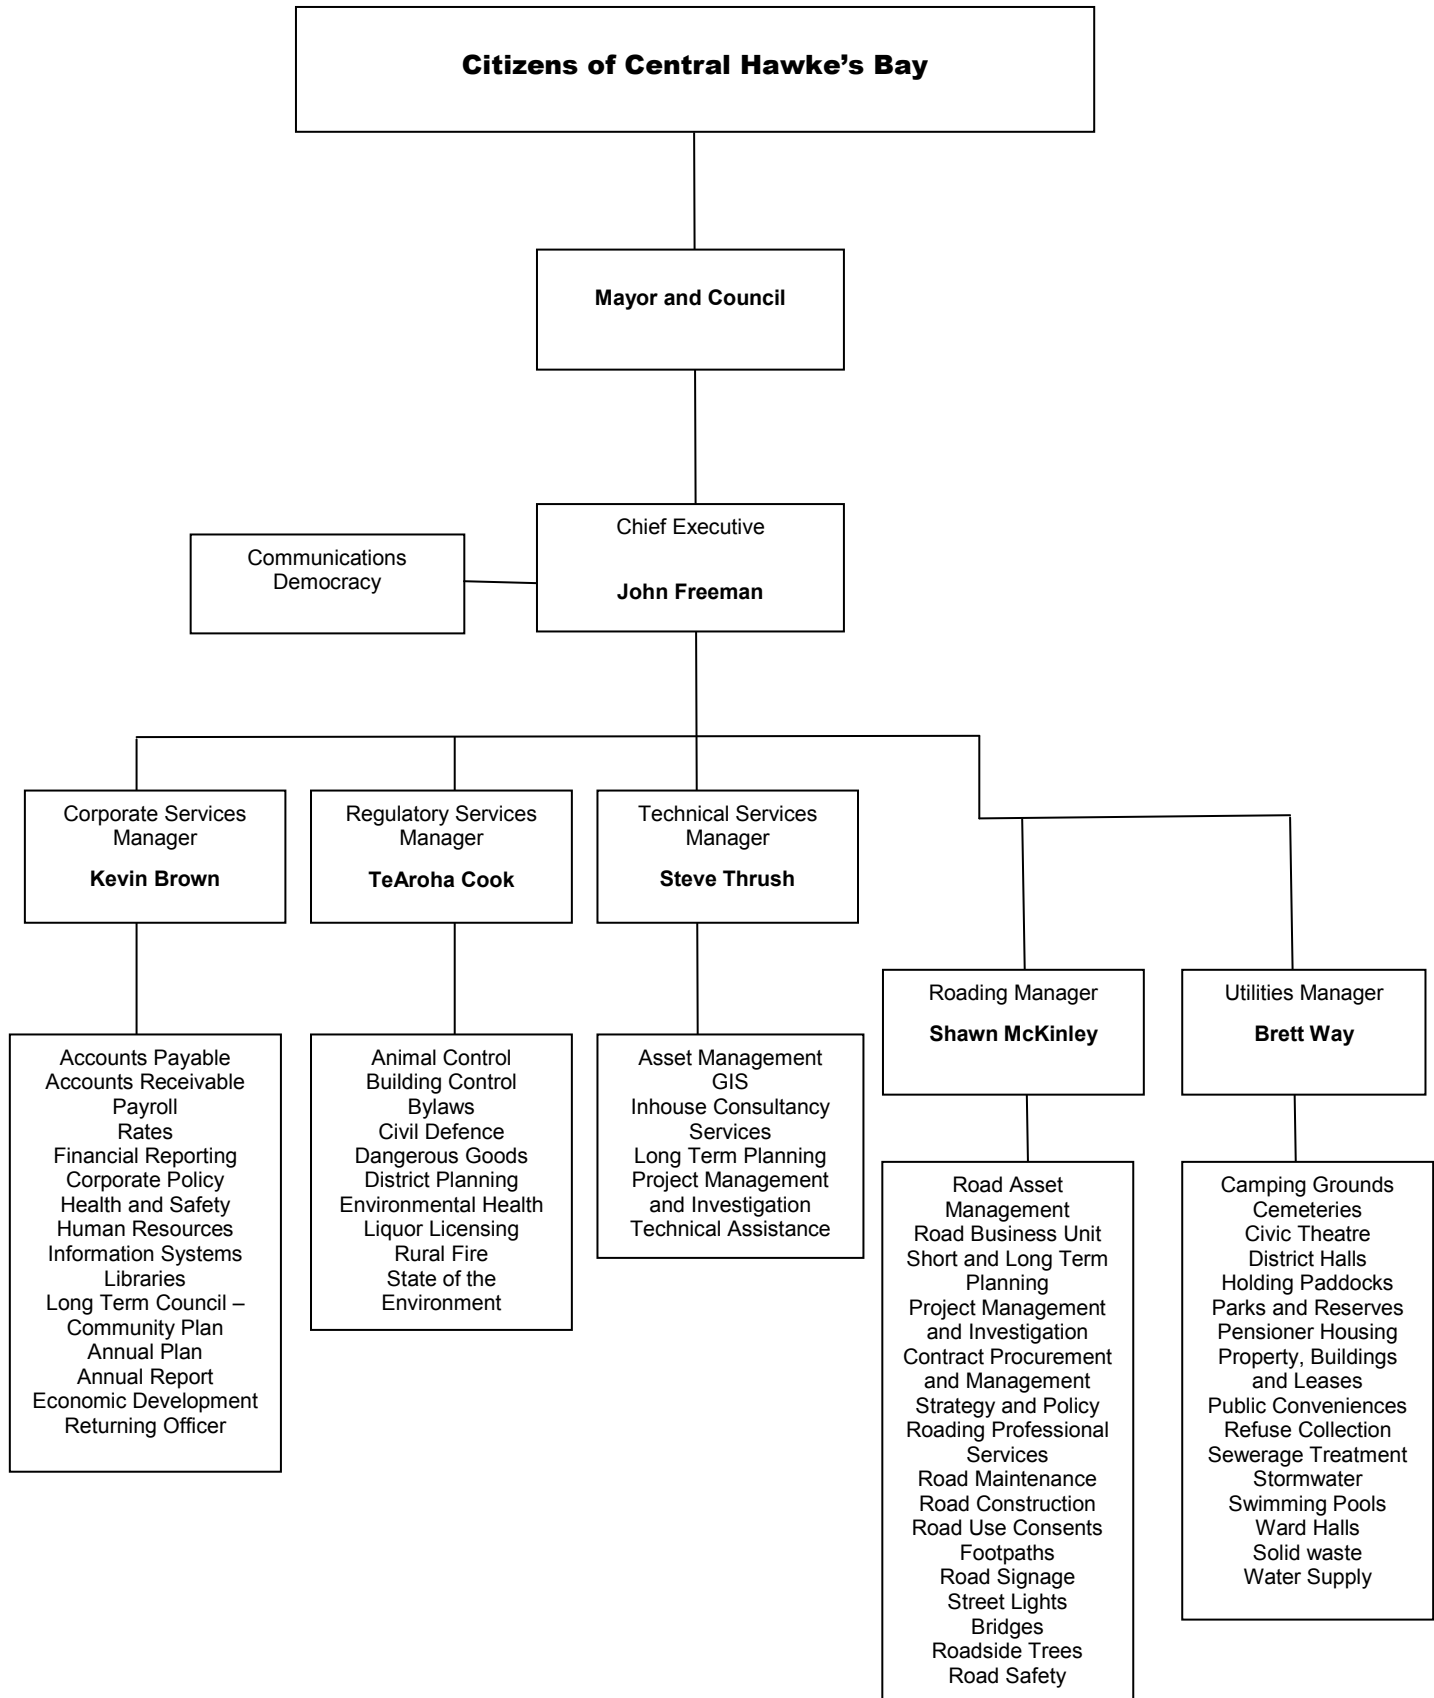 Citizens of Central Hawke’s Bay
Mayor and Council
Chief Executive
John Freeman
Communications
Democracy
Corporate Services
Manager
Kevin Brown
Regulatory Services
Manager
TeAroha Cook
Technical Services
Manager
Steve Thrush
Roading Manager
Shawn McKinley
Utilities Manager
Brett Way
Accounts Payable
Accounts Receivable
Payroll
Rates
Financial Reporting
Corporate Policy
Health and Safety
Human Resources
Information Systems
Libraries
Long Term Council –
Community Plan
Annual Plan
Annual Report
Economic Development
Returning Officer
Animal Control
Building Control
Bylaws
Civil Defence
Dangerous Goods
District Planning
Environmental Health
Liquor Licensing
Rural Fire
State of the
Environment
Asset Management
GIS
Inhouse Consultancy
Services
Long Term Planning
Project Management
and Investigation
Technical Assistance
Road Asset
Management
Road Business Unit
Short and Long Term
Planning
Project Management
and Investigation
Contract Procurement
and Management
Strategy and Policy
Roading Professional
Services
Road Maintenance
Road Construction
Road Use Consents
Footpaths
Road Signage
Street Lights
Bridges
Roadside Trees
Road Safety
Camping Grounds
Cemeteries
Civic Theatre
District Halls
Holding Paddocks
Parks and Reserves
Pensioner Housing
Property, Buildings
and Leases
Public Conveniences
Refuse Collection
Sewerage Treatment
Stormwater
Swimming Pools
Ward Halls
Solid waste
Water Supply